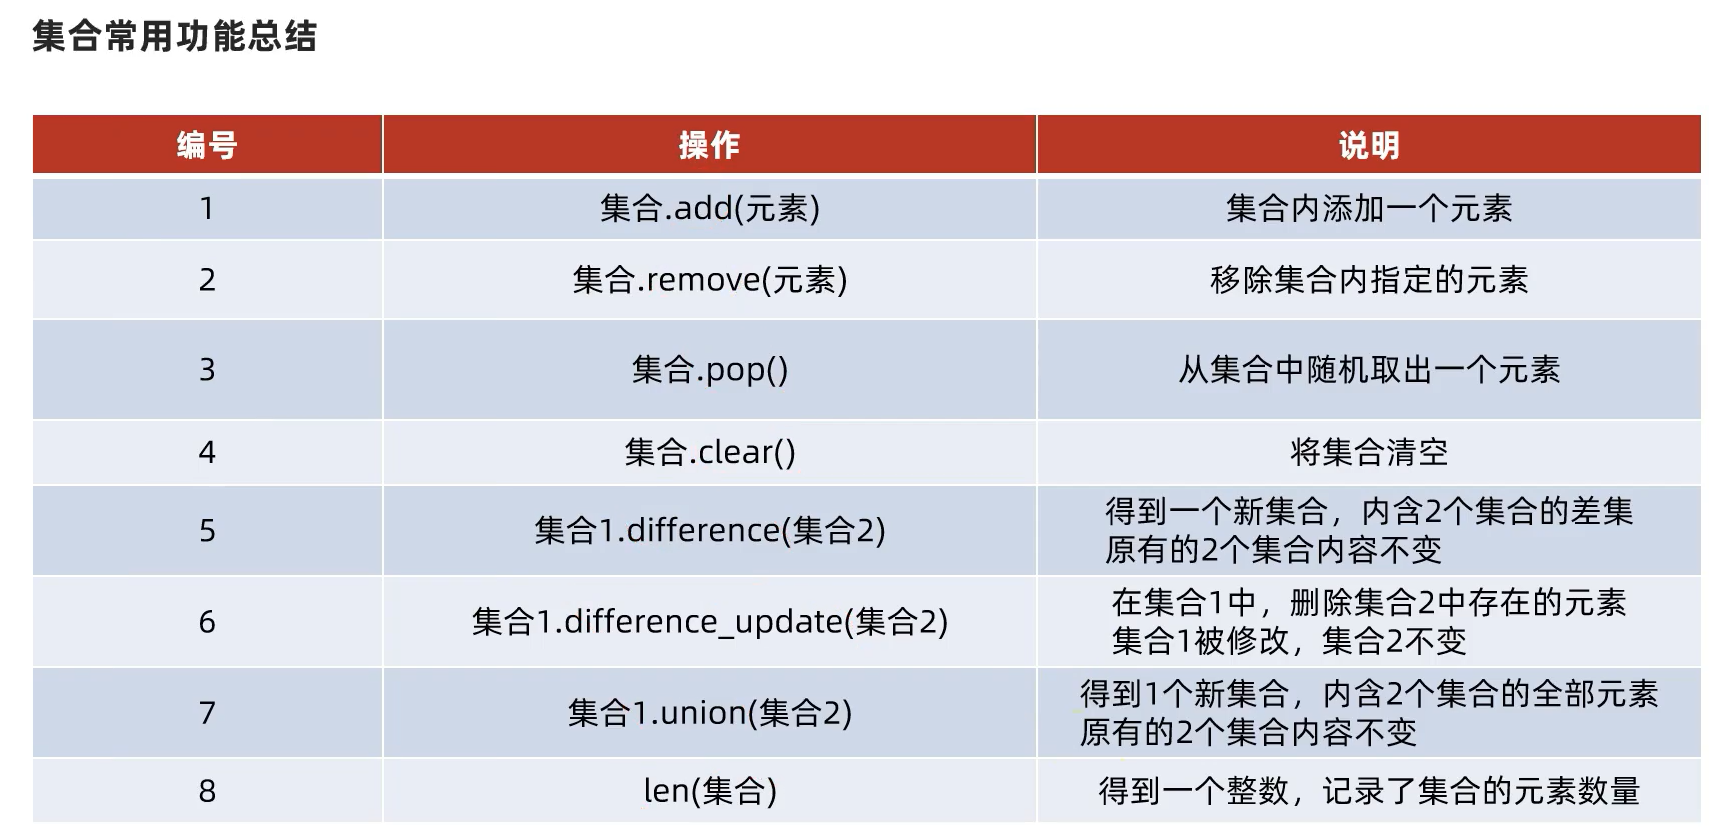 集合常用功能总结
编号 操作 说明
1 集合.add(元素) 集合内添加一个元素
2 集合.remove(元素) 移除集合内指定的元素
3 集合.pop() 从集合中随机取出一个元素
4 集合.clear() 将集合清空
5 集合1.difference(集合2) 得到一个新集合，内含2个集合的差集
原有的2个集合内容不变
6 集合1.difference_update(集合2) 在集合1中，删除集合2中存在的元素
集合1被修改，集合2不变
7 集合1.union(集合2) 得到1个新集合，内含2个集合的全部元素
原有的2个集合内容不变
8 len(集合) 得到一个整数，记录了集合的元素数量